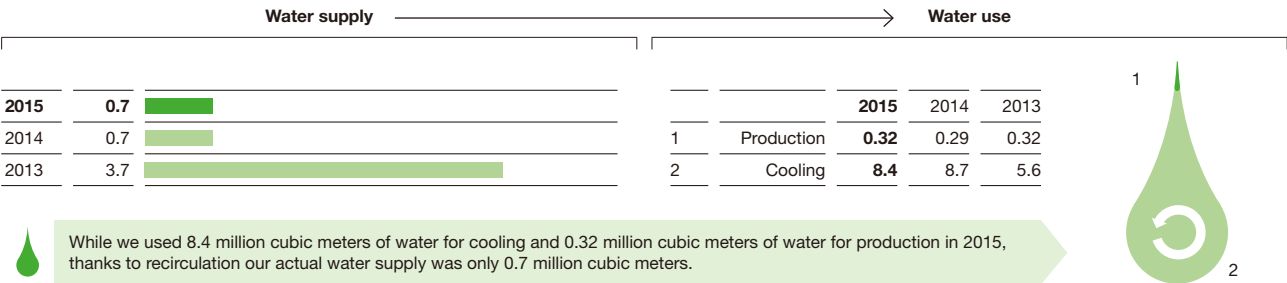 Water supply Water use
2015 0.7
2014 0.7
2013 3.7
2015 2014 2013
1 Production 0.32 0.29 0.32
2 Cooling 8.4 8.7 5.6
1
2
While we used 8.4 million cubic meters of water for cooling and 0.32 million cubic meters of water for production in 2015,
thanks to recirculation our actual water supply was only 0.7 million cubic meters.